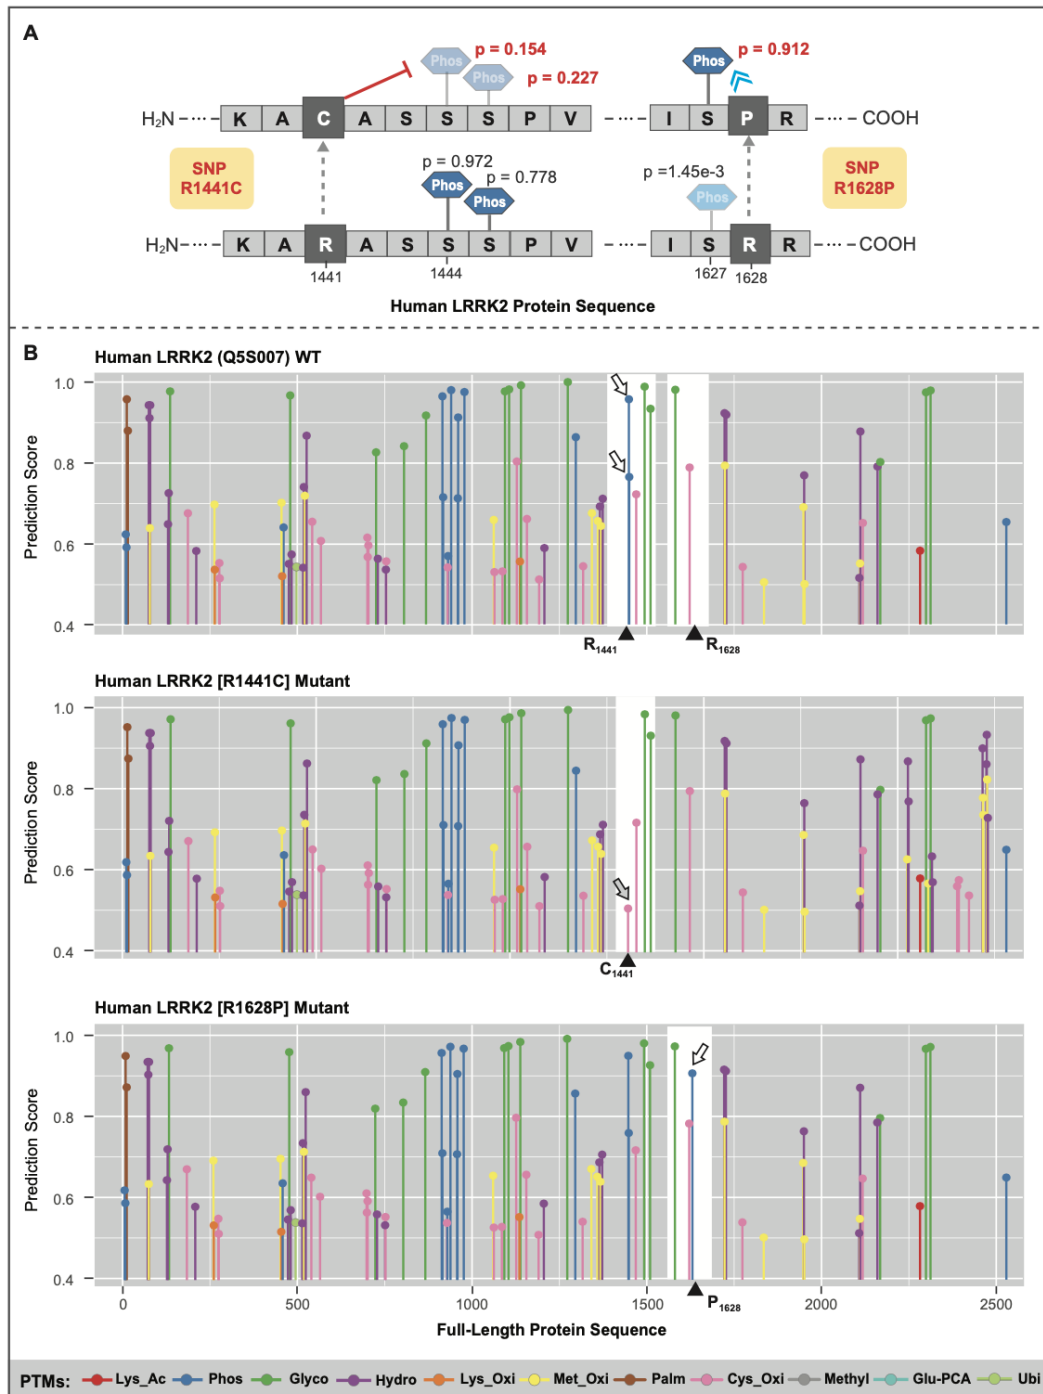 A
Phos p = 0.154
Phos p = 0.227
Phos p = 0.912
H₂N K A C A S S S P V I S P R COOH
SNP
R1441C
p = 0.972
Phos
p = 0.778
Phos
p =1.45e-3
Phos
SNP
R1628P
H₂N K A R A S S S P V I S R R COOH
1441 1444 1627 1628
Human LRRK2 Protein Sequence
B
Human LRRK2 (Q5S007) WT
Prediction Score
1.0
0.8
0.6
0.4
R1441 R1628
Human LRRK2 [R1441C] Mutant
Prediction Score
1.0
0.8
0.6
0.4
C1441
Human LRRK2 [R1628P] Mutant
Prediction Score
1.0
0.8
0.6
0.4
P1628
0 500 1000 1500 2000 2500
Full-Length Protein Sequence
PTMs: Lys_Ac Phos Glyco Hydro Lys_Oxi Met_Oxi Palm Cys_Oxi Methyl Glu-PCA Ubi